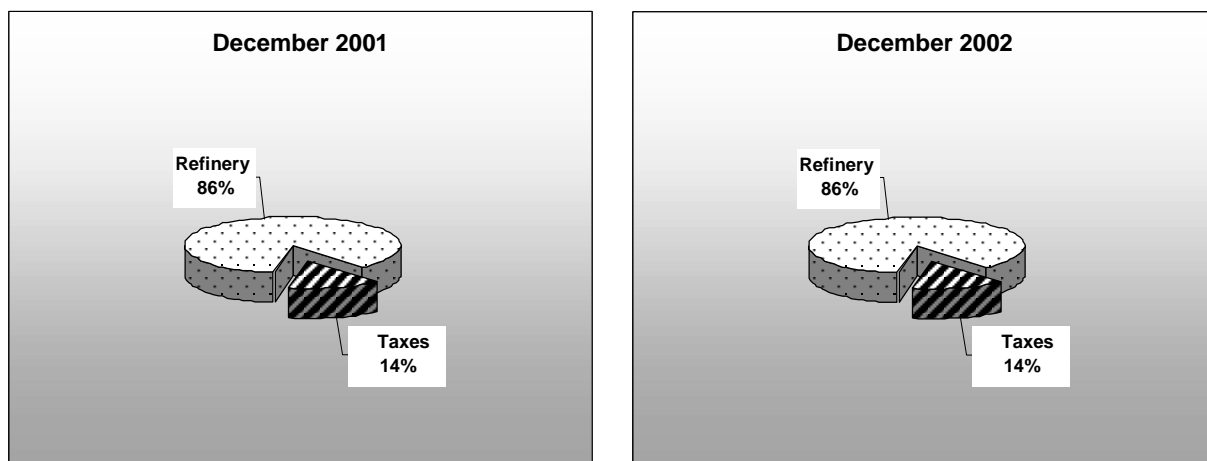 December 2001
Refinery
86%
Taxes
14%
December 2002
Refinery
86%
Taxes
14%